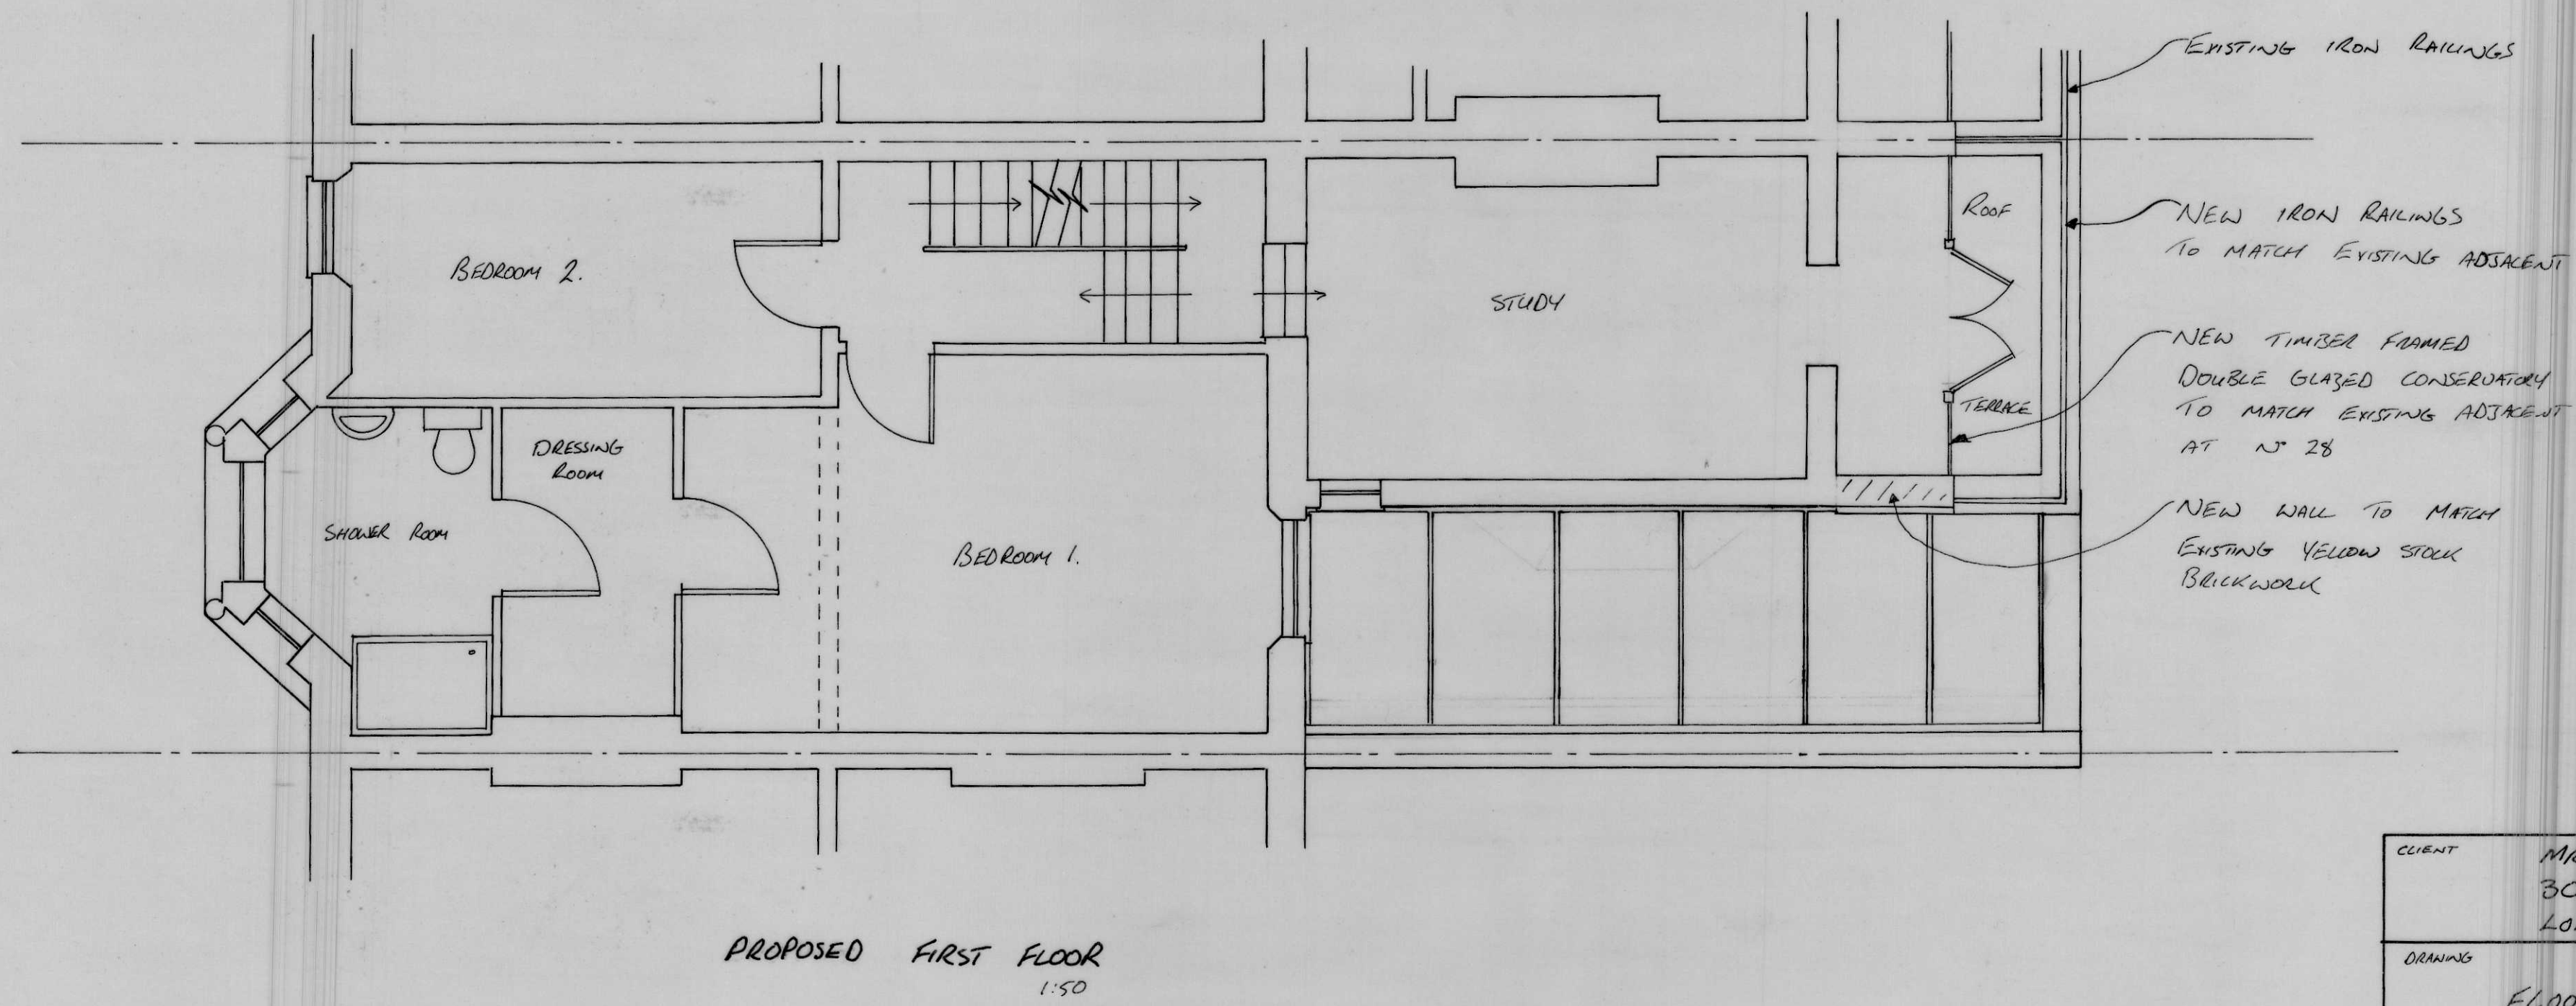 EXISTING IRON RAILINGS
ROOF
NEW IRON RAILINGS
TO MATCH EXISTING ADJACENT
BEDROOM 2.
STUDY
NEW TIMBER FRAMED
DOUBLE GLAZED CONSERVATORY
TO MATCH EXISTING ADJACENT
AT No 28
TERRACE
DRESSING
ROOM
SHOWER ROOM
BEDROOM 1.
NEW WALL TO MATCH
EXISTING YELLOW STOCK
BRICKWORK
CLIENT
30
DRAWING
PROPOSED FIRST FLOOR
1:50